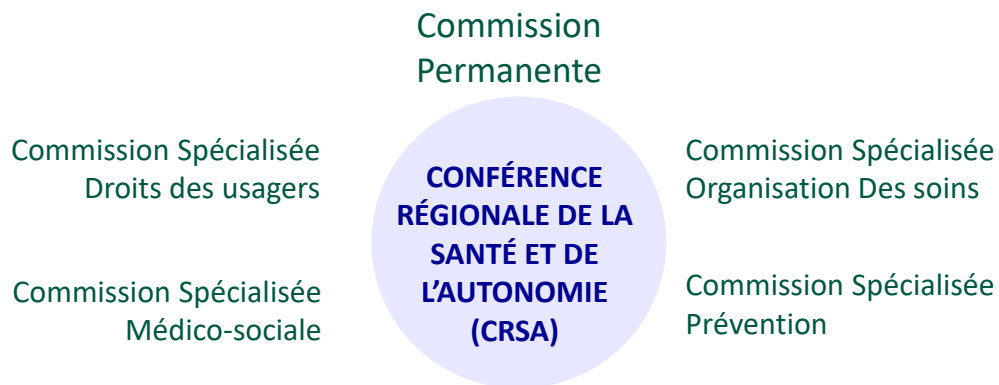 Commission
Permanente
Commission Spécialisée
Droits des usagers
Commission Spécialisée
Médico-sociale
CONFÉRENCE
RÉGIONALE DE LA
SANTÉ ET DE
L’AUTONOMIE
(CRSA)
Commission Spécialisée
Organisation Des soins
Commission Spécialisée
Prévention